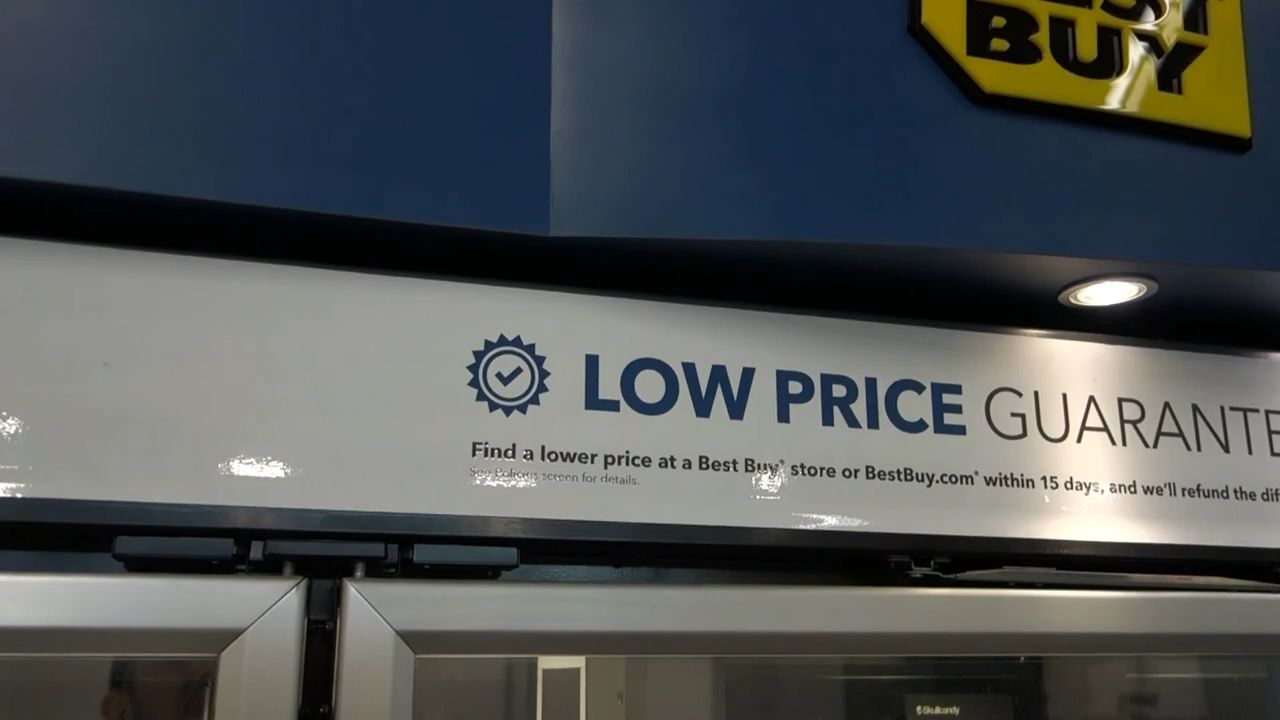 BUY
LOW PRICE GUARANTE
Find a lower price at a Best Buy® store or BestBuy.com® within 15 days, and we'll refund the dif
See Policies screen for details.
Skullcandy